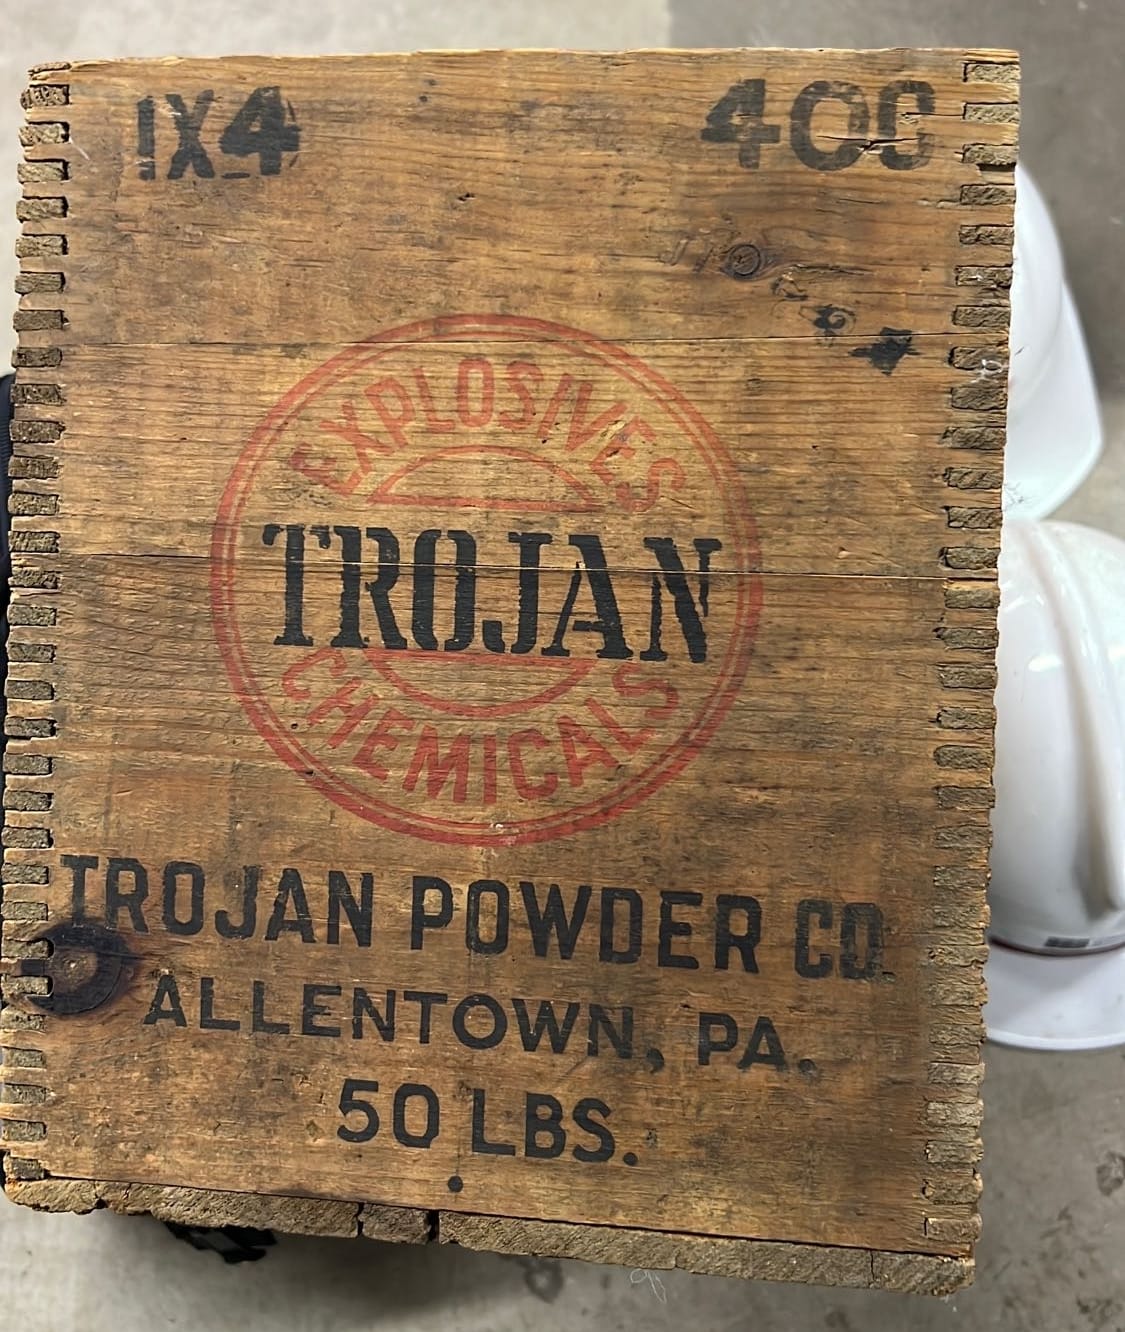 1X4 400
EXPLOSIVES
TROJAN
CHEMICALS
TROJAN POWDER CO.
ALLENTOWN, PA.
50 LBS.